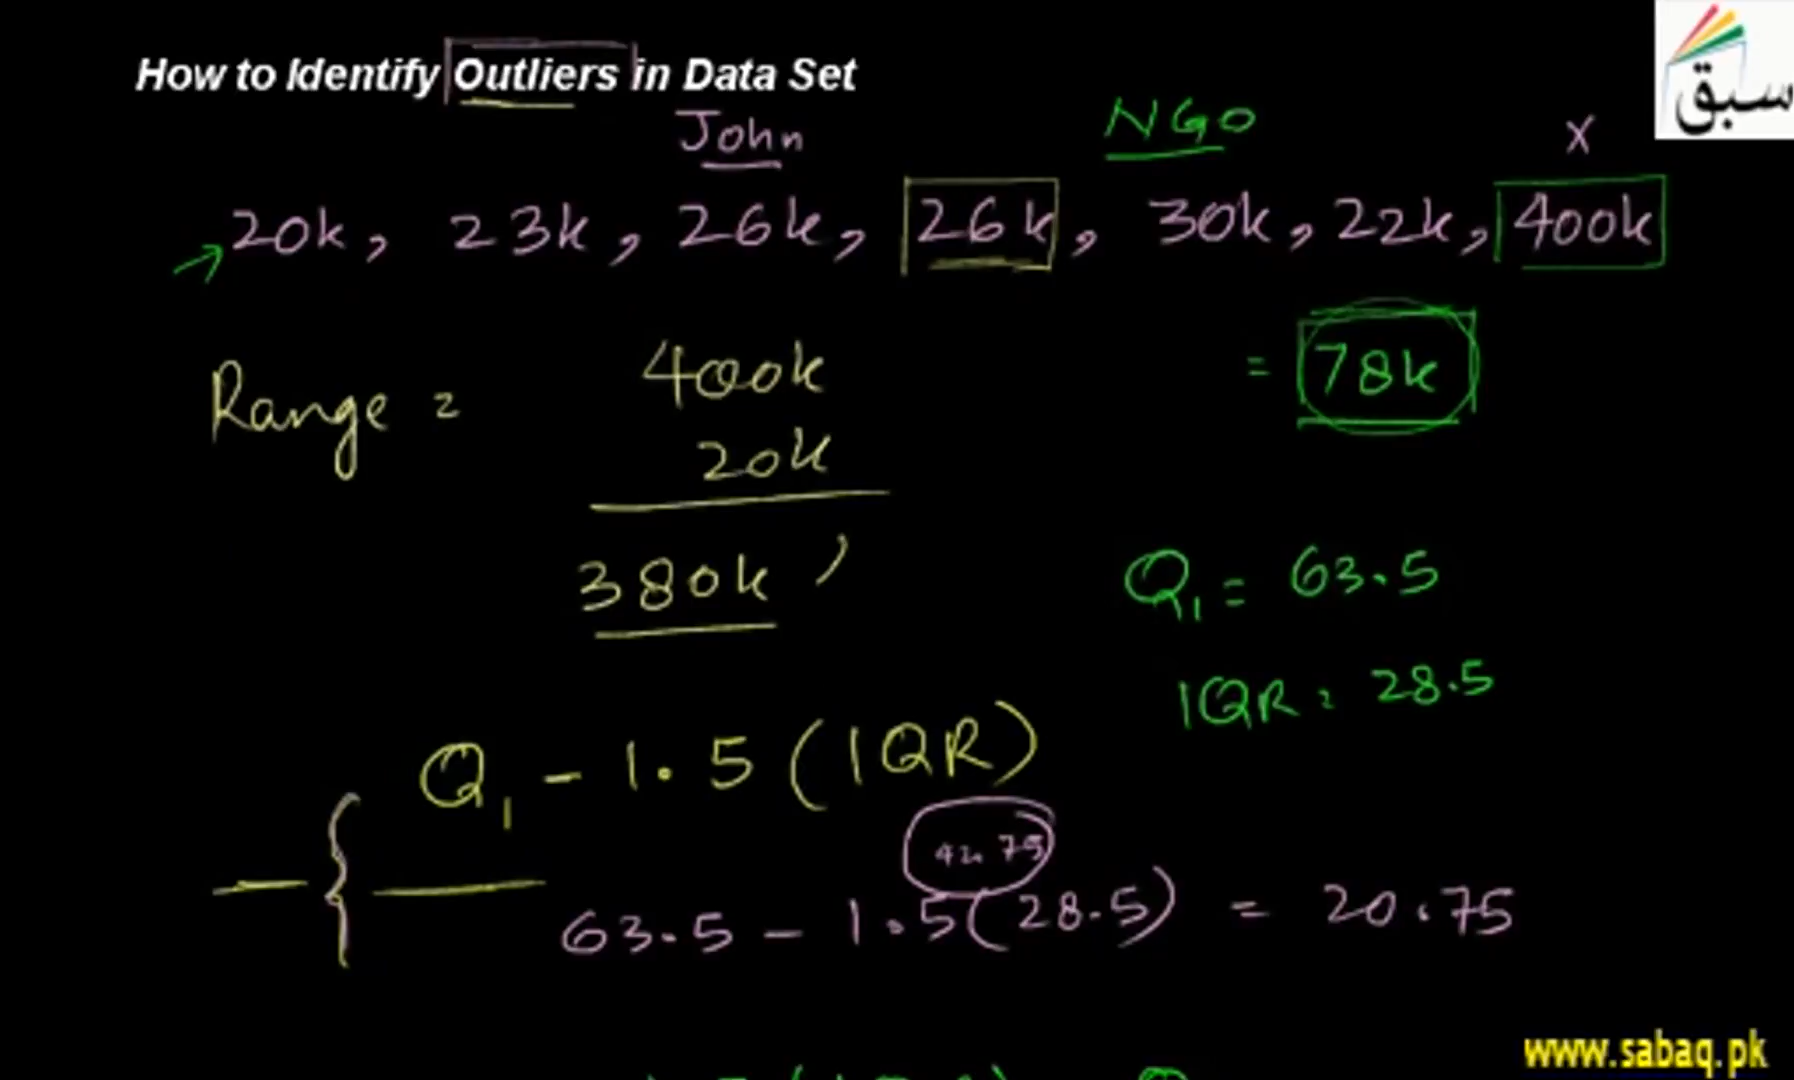 How to Identify Outliers in Data Set
سبق
John NGO X
20k, 23k, 26k, 26k, 30k, 22k, 400k
Range = 400k = 78k
20k
380k,
Q₁ = 63.5
IQR = 28.5
Q₁ - 1.5 (IQR)
42.75
63.5 - 1.5(28.5) = 20.75
www.sabaq.pk